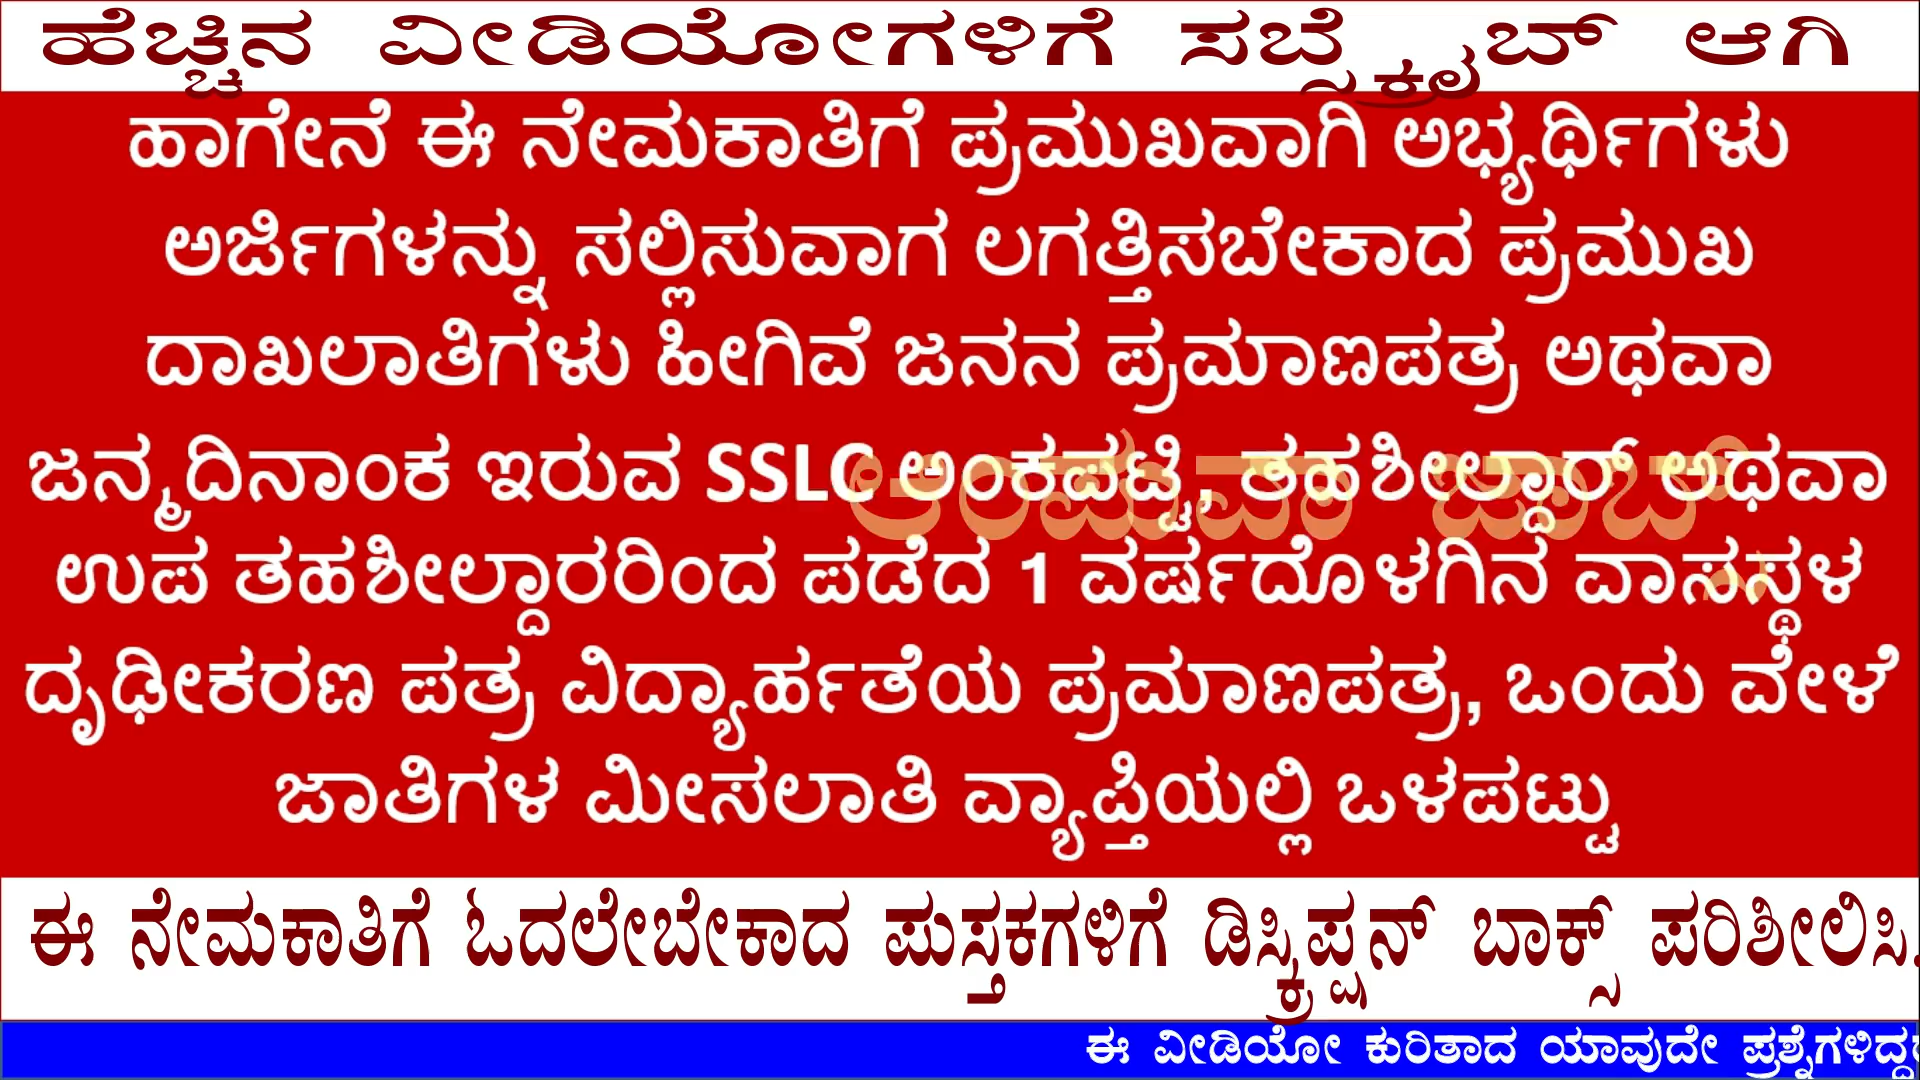 ಹೆಚ್ಚಿನ ವೀಡಿಯೋಗಳಿಗೆ ಸಬ್ಸ್ಕ್ರೈಬ್ ಆಗಿ
ಹಾಗೇನೆ ಈ ನೇಮಕಾತಿಗೆ ಪ್ರಮುಖವಾಗಿ ಅಭ್ಯರ್ಥಿಗಳು
ಅರ್ಜಿಗಳನ್ನು ಸಲ್ಲಿಸುವಾಗ ಲಗತ್ತಿಸಬೇಕಾದ ಪ್ರಮುಖ
ದಾಖಲಾತಿಗಳು ಹೀಗಿವೆ ಜನನ ಪ್ರಮಾಣಪತ್ರ ಅಥವಾ
ಜನ್ಮದಿನಾಂಕ ಇರುವ SSLC ಅಂಕಪಟ್ಟಿ, ತಹಶೀಲ್ದಾರ್ ಅಥವಾ
ಉಪ ತಹಶೀಲ್ದಾರರಿಂದ ಪಡೆದ 1 ವರ್ಷದೊಳಗಿನ ವಾಸಸ್ಥಳ
ದೃಢೀಕರಣ ಪತ್ರ ವಿದ್ಯಾರ್ಹತೆಯ ಪ್ರಮಾಣಪತ್ರ, ಒಂದು ವೇಳೆ
ಜಾತಿಗಳ ಮೀಸಲಾತಿ ವ್ಯಾಪ್ತಿಯಲ್ಲಿ ಒಳಪಟ್ಟು
ಈ ನೇಮಕಾತಿಗೆ ಓದಲೇಬೇಕಾದ ಪುಸ್ತಕಗಳಿಗೆ ಡಿಸ್ಕ್ರಿಪ್ಷನ್ ಬಾಕ್ಸ್ ಪರಿಶೀಲಿಸಿ.
ಈ ವೀಡಿಯೋ ಕುರಿತಾದ ಯಾವುದೇ